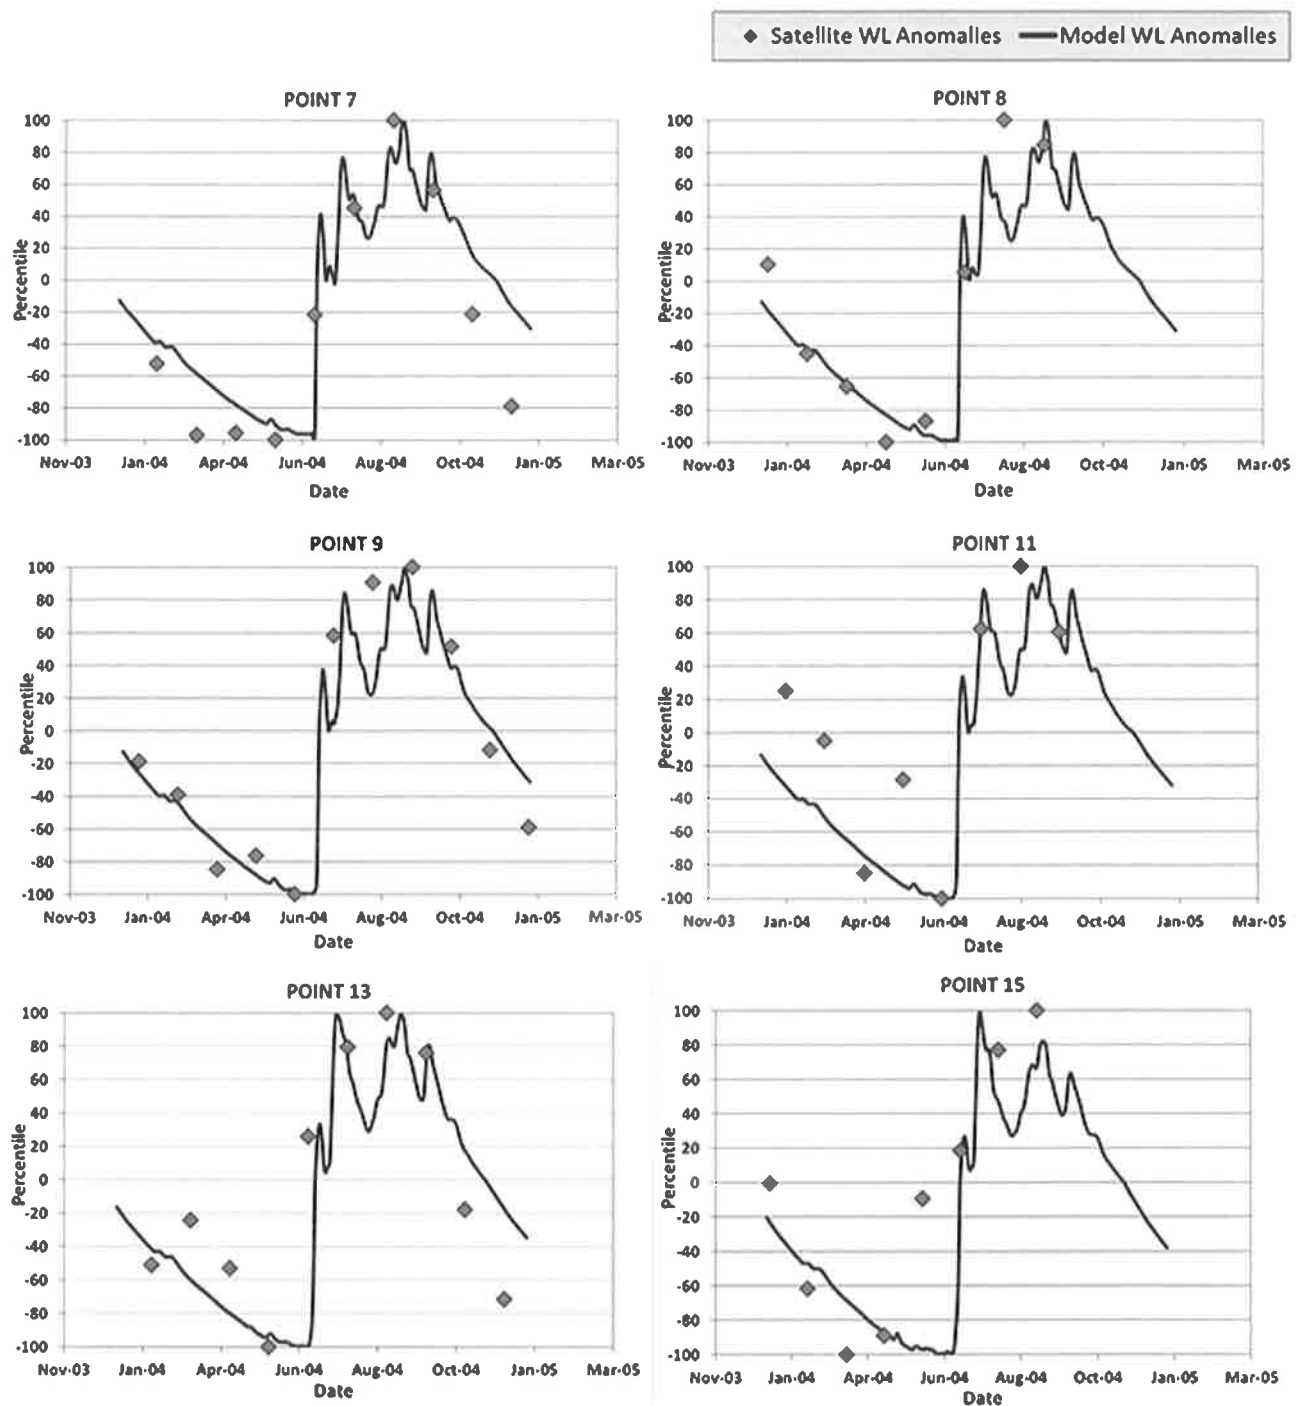 Satellite WL Anomalles Model WL Anomalles
POINT 7
100
80
60
40
20
0
-20
-40
-60
-80
-100
Percentile
Nov-03 Jan-04 Apr-04 Jun-04 Aug-04 Oct-04 Jan-05 Mar-05
Date
POINT 8
100
80
60
40
20
0
-20
-40
-60
-80
-100
Percentile
Nov-03 Jan-04 Apr-04 Jun-04 Aug-04 Oct-04 Jan-05 Mar-05
Date
POINT 9
100
80
60
40
20
0
-20
-40
-60
-80
-100
Percentile
Nov-03 Jan-04 Apr-04 Jun-04 Aug-04 Oct-04 Jan-05 Mar-05
Date
POINT 11
100
80
60
40
20
0
-20
-40
-60
-80
-100
Percentile
Nov-03 Jan-04 Apr-04 Jun-04 Aug-04 Oct-04 Jan-05 Mar-05
Date
POINT 13
100
80
60
40
20
0
-20
-40
-60
-80
-100
Percentile
Nov-03 Jan-04 Apr-04 Jun-04 Aug-04 Oct-04 Jan-05 Mar-05
Date
POINT 15
100
80
60
40
20
0
-20
-40
-60
-80
-100
Percentile
Nov-03 Jan-04 Apr-04 Jun-04 Aug-04 Oct-04 Jan-05 Mar-05
Date